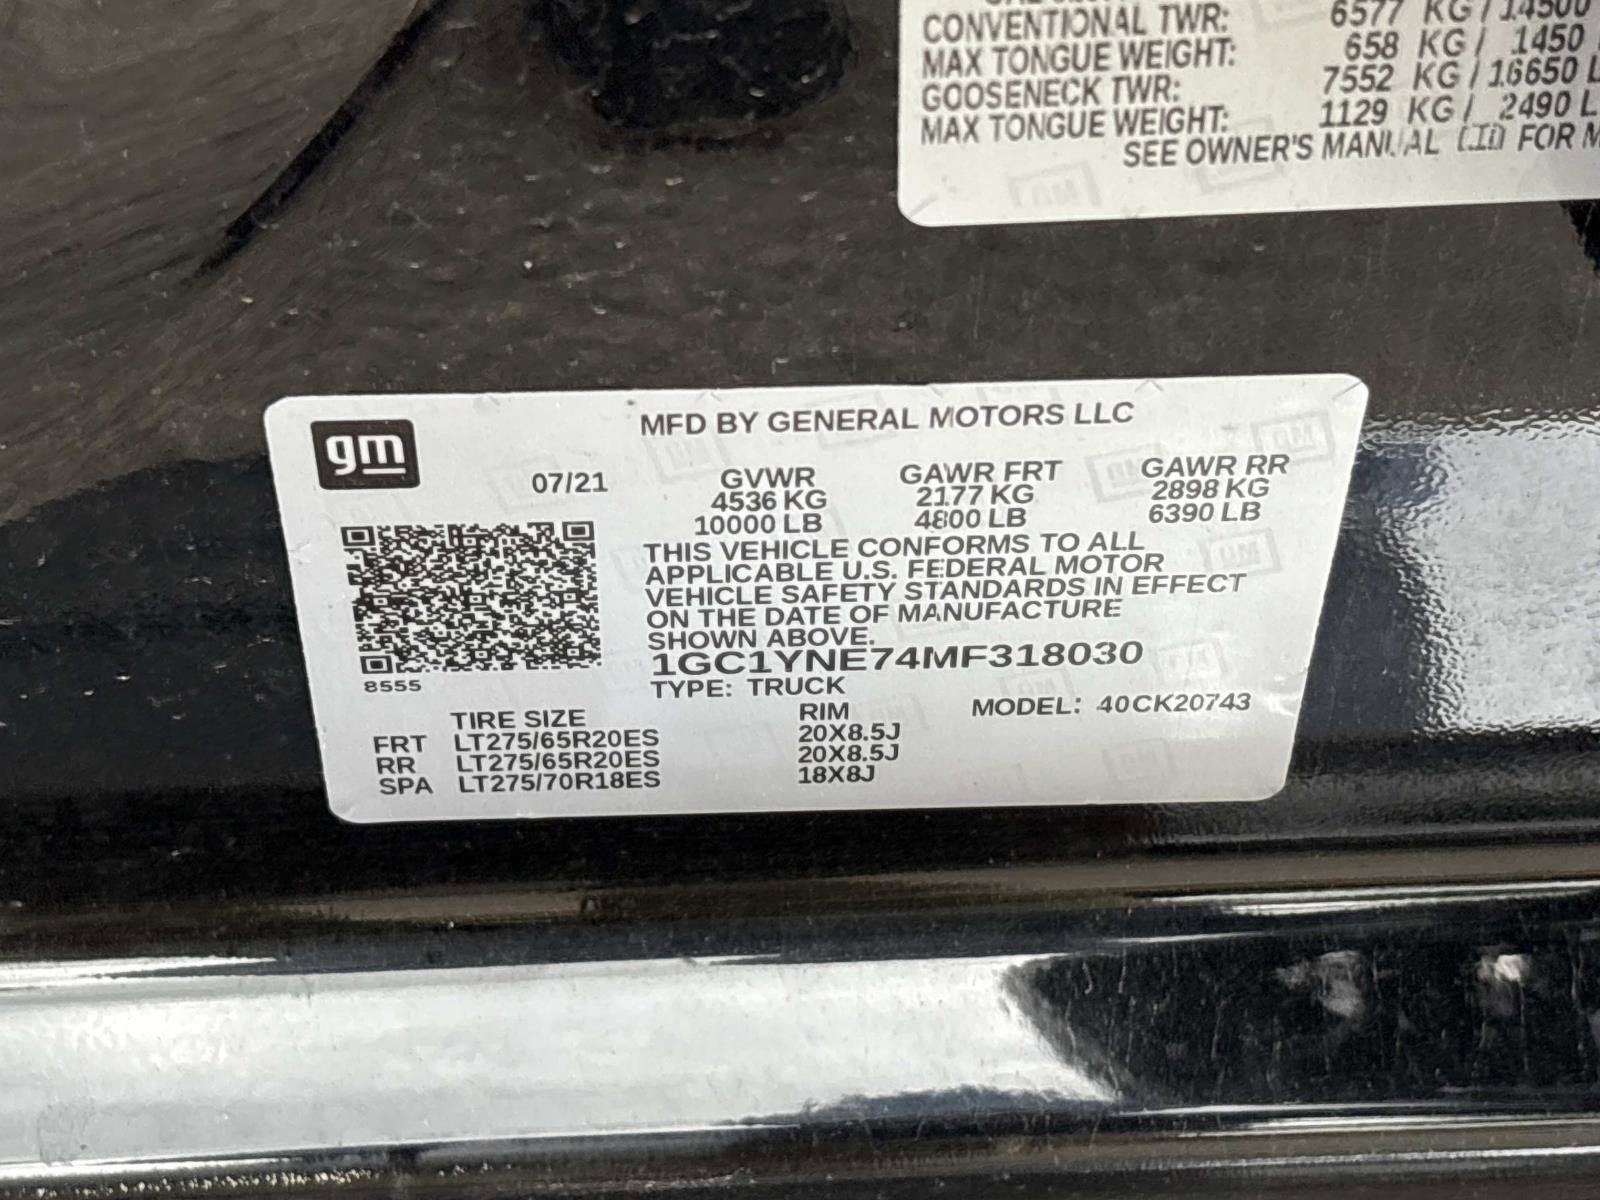 CONVENTIONAL TWR: 6577 KG / 14500
MAX TONGUE WEIGHT: 658 KG / 1450
GOOSENECK TWR: 7552 KG / 16650 L
MAX TONGUE WEIGHT: 1129 KG / 2490 L
SEE OWNER'S MANUAL FOR M
gm
MFD BY GENERAL MOTORS LLC
07/21 GVWR GAWR FRT GAWR RR
4536 KG 2177 KG 2898 KG
10000 LB 4800 LB 6390 LB
THIS VEHICLE CONFORMS TO ALL
APPLICABLE U.S. FEDERAL MOTOR
VEHICLE SAFETY STANDARDS IN EFFECT
ON THE DATE OF MANUFACTURE
SHOWN ABOVE.
1GC1YNE74MF318030
8555
TYPE: TRUCK
MODEL: 40CK20743
TIRE SIZE RIM
FRT LT275/65R20ES 20X8.5J
RR LT275/65R20ES 20X8.5J
SPA LT275/70R18ES 18X8J